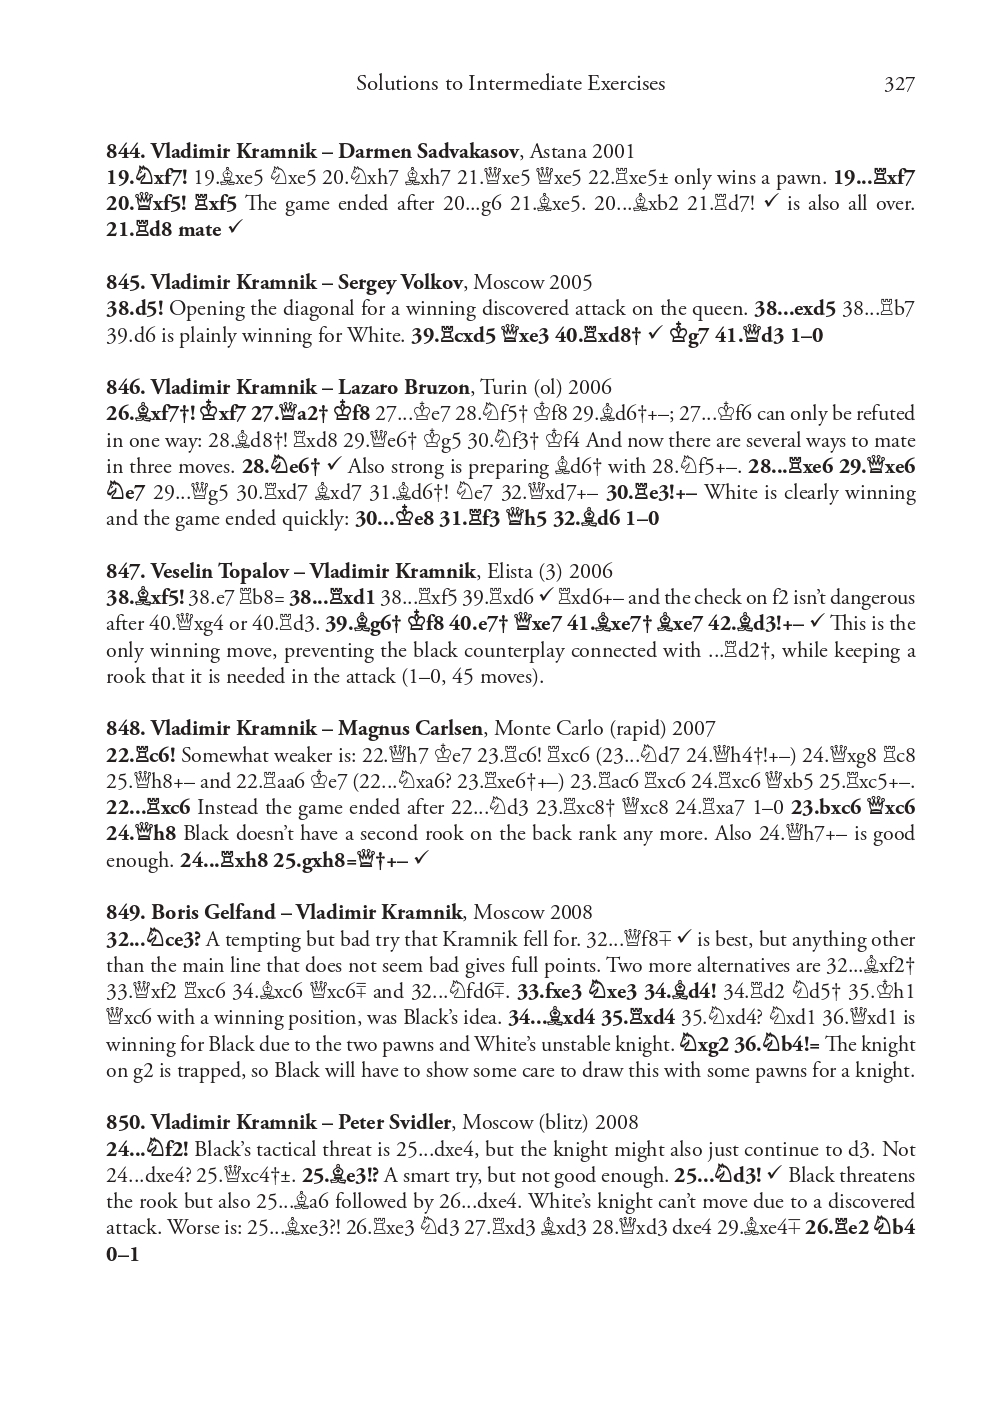 Solutions to Intermediate Exercises 327
844. Vladimir Kramnik – Darmen Sadvakasov, Astana 2001
19.♘xf7! 19.♗xe5 ♘xe5 20.♘xh7 ♗xh7 21.♕xe5 ♕xe5 22.♖xe5± only wins a pawn. 19...♖xf7
20.♕xf5! ♖xf5 The game ended after 20...g6 21.♗xe5. 20...♗xb2 21.♖d7! ✓ is also all over.
21.♖d8 mate ✓
845. Vladimir Kramnik – Sergey Volkov, Moscow 2005
38.d5! Opening the diagonal for a winning discovered attack on the queen. 38...exd5 38...♖b7
39.d6 is plainly winning for White. 39.♖cxd5 ♕xe3 40.♖xd8† ✓ ♔g7 41.♕d3 1–0
846. Vladimir Kramnik – Lazaro Bruzon, Turin (ol) 2006
26.♗xf7†! ♔xf7 27.♕a2† ♔f8 27...♔e7 28.♘f5† ♔f8 29.♗d6†+–; 27...♔f6 can only be refuted
in one way: 28.♗d8†! ♖xd8 29.♕e6† ♔g5 30.♘f3† ♔f4 And now there are several ways to mate
in three moves. 28.♘e6† ✓ Also strong is preparing ♗d6† with 28.♘f5+–. 28...♖xe6 29.♕xe6
♘e7 29...♕g5 30.♖xd7 ♗xd7 31.♗d6†! ♘e7 32.♕xd7+– 30.♖e3!+– White is clearly winning
and the game ended quickly: 30...♔e8 31.♖f3 ♕h5 32.♗d6 1–0
847. Veselin Topalov – Vladimir Kramnik, Elista (3) 2006
38.♗xf5! 38.e7 ♖b8= 38...♖xd1 38...♖xf5 39.♖xd6 ✓ ♖xd6+– and the check on f2 isn’t dangerous
after 40.♕xg4 or 40.♖d3. 39.♗g6† ♔f8 40.e7† ♕xe7 41.♗xe7† ♗xe7 42.♗d3!+– ✓ This is the
only winning move, preventing the black counterplay connected with ...♖d2†, while keeping a
rook that it is needed in the attack (1–0, 45 moves).
848. Vladimir Kramnik – Magnus Carlsen, Monte Carlo (rapid) 2007
22.♖c6! Somewhat weaker is: 22.♕h7 ♔e7 23.♖c6! ♖xc6 (23...♘d7 24.♕h4†!+–) 24.♕xg8 ♖c8
25.♕h8+– and 22.♖aa6 ♔e7 (22...♘xa6? 23.♖xe6†+–) 23.♖ac6 ♖xc6 24.♖xc6 ♕xb5 25.♖xc5+–.
22...♖xc6 Instead the game ended after 22...♘d3 23.♖xc8† ♕xc8 24.♖xa7 1–0 23.bxc6 ♕xc6
24.♕h8 Black doesn’t have a second rook on the back rank any more. Also 24.♕h7+– is good
enough. 24...♖xh8 25.gxh8=♕†+– ✓
849. Boris Gelfand – Vladimir Kramnik, Moscow 2008
32...♘ce3? A tempting but bad try that Kramnik fell for. 32...♕f8∓ ✓ is best, but anything other
than the main line that does not seem bad gives full points. Two more alternatives are 32...♗xf2†
33.♕xf2 ♖xc6 34.♗xc6 ♕xc6⩱ and 32...♘fd6⩱. 33.fxe3 ♘xe3 34.♗d4! 34.♖d2 ♘d5† 35.♔h1
♕xc6 with a winning position, was Black’s idea. 34...♗xd4 35.♖xd4 35.♘xd4? ♘xd1 36.♕xd1 is
winning for Black due to the two pawns and White’s unstable knight. ♘xg2 36.♘b4!= The knight
on g2 is trapped, so Black will have to show some care to draw this with some pawns for a knight.
850. Vladimir Kramnik – Peter Svidler, Moscow (blitz) 2008
24...♘f2! Black’s tactical threat is 25...dxe4, but the knight might also just continue to d3. Not
24...dxe4? 25.♕xc4†±. 25.♗e3!? A smart try, but not good enough. 25...♘d3! ✓ Black threatens
the rook but also 25...♗a6 followed by 26...dxe4. White’s knight can’t move due to a discovered
attack. Worse is: 25...♗xe3?! 26.♖xe3 ♘d3 27.♖xd3 ♗xd3 28.♕xd3 dxe4 29.♗xe4∓ 26.♖e2 ♘b4
0–1